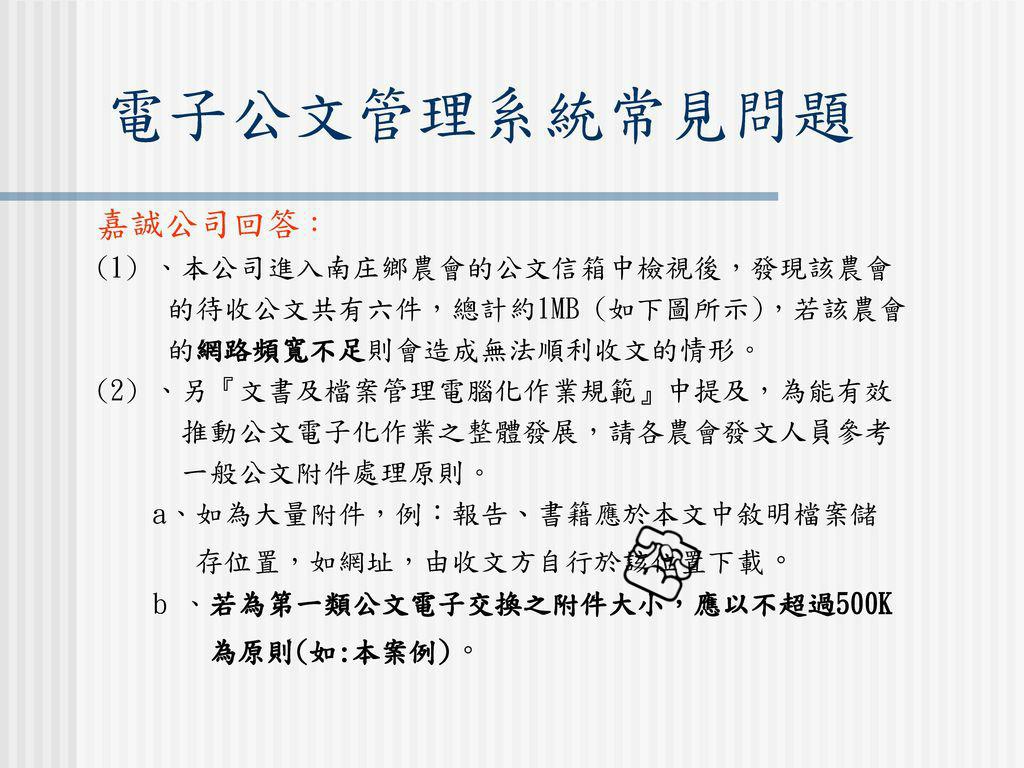 電子公文管理系統常見問題
嘉誠公司回答：
(1) 、本公司進入南庄鄉農會的公文信箱中檢視後，發現該農會
的待收公文共有六件，總計約1MB (如下圖所示)，若該農會
的網路頻寬不足則會造成無法順利收文的情形。
(2) 、另『文書及檔案管理電腦化作業規範』中提及，為能有效
推動公文電子化作業之整體發展，請各農會發文人員參考
一般公文附件處理原則。
a、如為大量附件，例：報告、書籍應於本文中敘明檔案儲
存位置，如網址，由收文方自行於該位置下載。
b 、若為第一類公文電子交換之附件大小，應以不超過500K
為原則(如:本案例)。